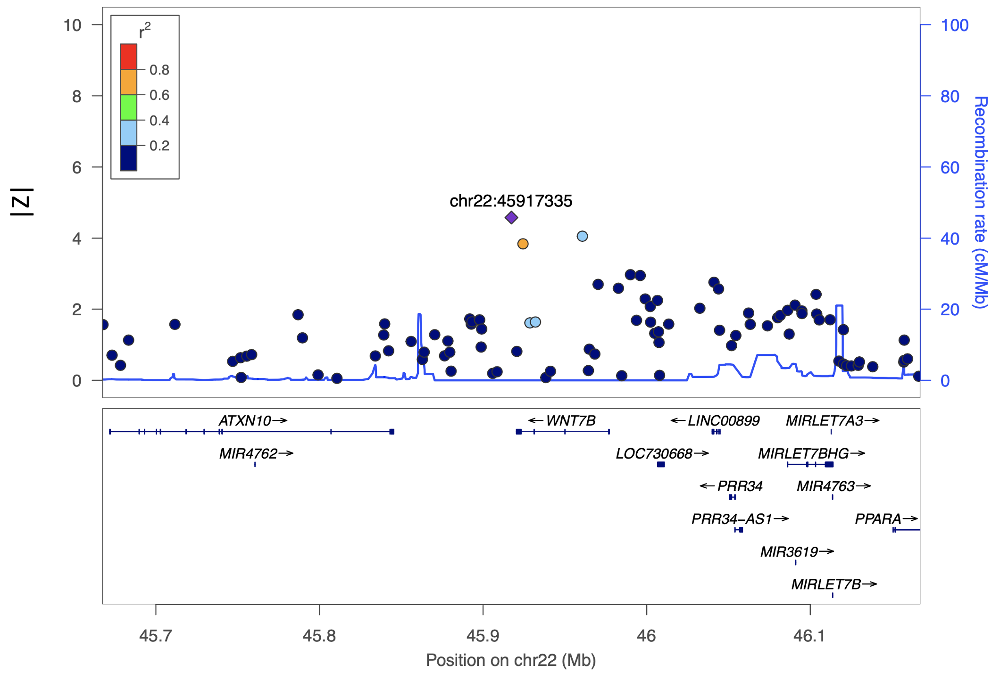 r2
0.8
0.6
0.4
0.2
10
8
6
4
2
0
|Z|
100
80
60
40
20
0
Recombination rate (cM/Mb)
chr22:45917335
ATXN10→
←WNT7B
←LINC00899
MIRLET7A3→
MIR4762→
LOC730668→
MIRLET7BHG→
←PRR34
MIR4763→
PRR34−AS1→
PPARA→
MIR3619→
MIRLET7B→
45.7
45.8
45.9
46
46.1
Position on chr22 (Mb)